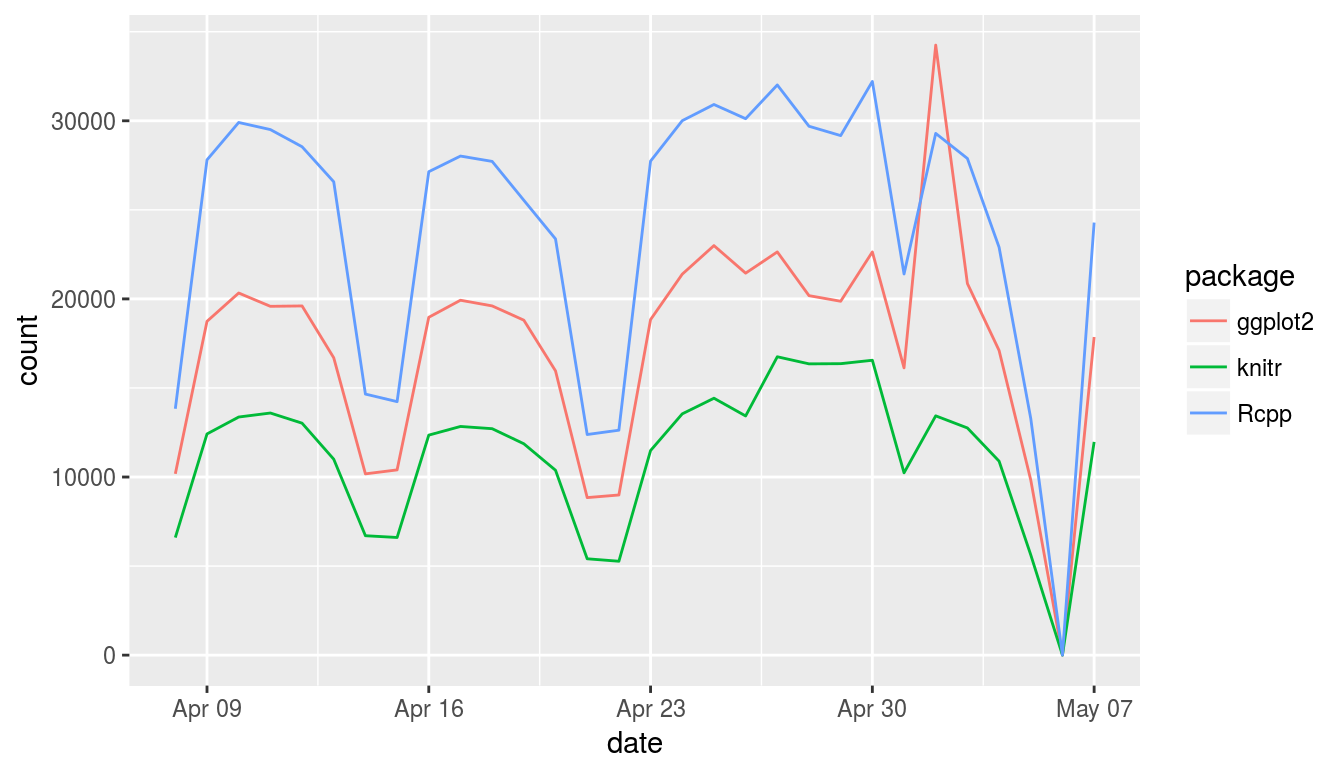 count
30000
20000
10000
0
Apr 09
Apr 16
Apr 23
Apr 30
May 07
date
package
ggplot2
knitr
Rcpp